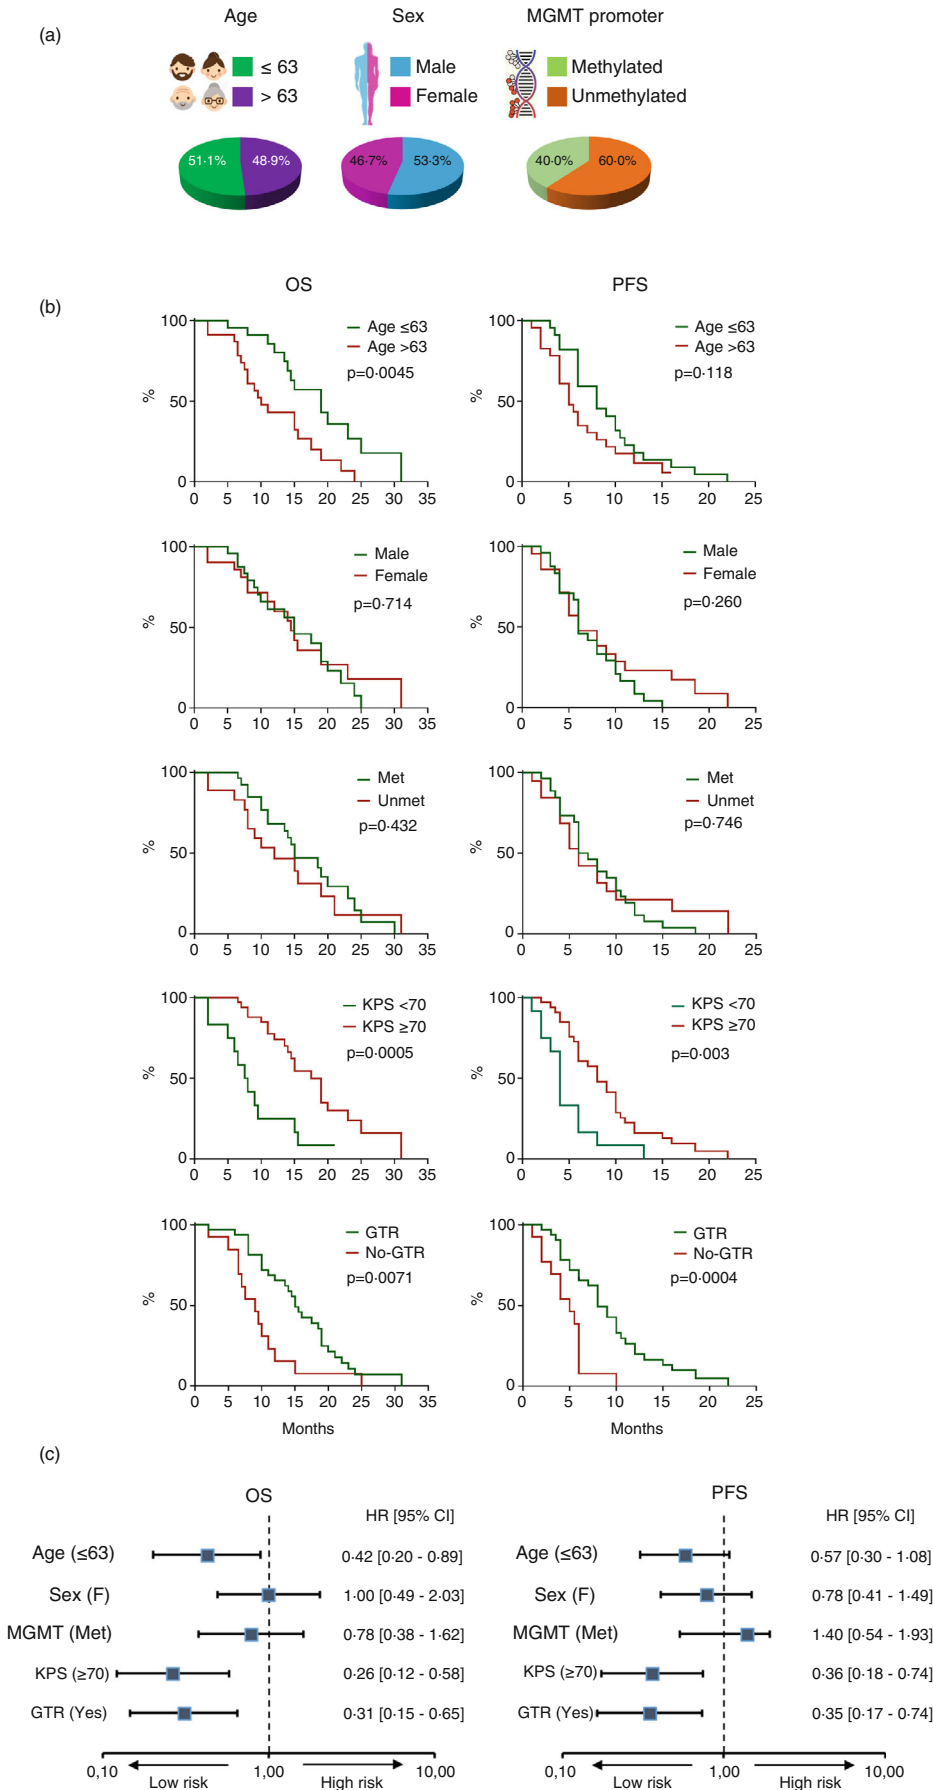 (a)
Age
Sex
MGMT promoter
≤ 63
> 63
Male
Female
Methylated
Unmethylated
51·1%
48·9%
46·7%
53·3%
40·0%
60·0%
(b)
OS
PFS
100
50
0
%
Age ≤63
Age >63
p=0·0045
0 5 10 15 20 25 30 35
100
50
0
%
Age ≤63
Age >63
p=0·118
0 5 10 15 20 25
100
50
0
%
Male
Female
p=0·714
0 5 10 15 20 25 30 35
100
50
0
%
Male
Female
p=0·260
0 5 10 15 20 25
100
50
0
%
Met
Unmet
p=0·432
0 5 10 15 20 25 30 35
100
50
0
%
Met
Unmet
p=0·746
0 5 10 15 20 25
100
50
0
%
KPS <70
KPS ≥70
p=0·0005
0 5 10 15 20 25 30 35
100
50
0
%
KPS <70
KPS ≥70
p=0·003
0 5 10 15 20 25
100
50
0
%
GTR
No-GTR
p=0·0071
0 5 10 15 20 25 30 35
Months
100
50
0
%
GTR
No-GTR
p=0·0004
0 5 10 15 20 25
Months
(c)
OS
HR [95% CI]
Age (≤63) 0·42 [0·20 - 0·89]
Sex (F) 1·00 [0·49 - 2·03]
MGMT (Met) 0·78 [0·38 - 1·62]
KPS (≥70) 0·26 [0·12 - 0·58]
GTR (Yes) 0·31 [0·15 - 0·65]
0,10 1,00 10,00
Low risk High risk
PFS
HR [95% CI]
Age (≤63) 0·57 [0·30 - 1·08]
Sex (F) 0·78 [0·41 - 1·49]
MGMT (Met) 1·40 [0·54 - 1·93]
KPS (≥70) 0·36 [0·18 - 0·74]
GTR (Yes) 0·35 [0·17 - 0·74]
0,10 1,00 10,00
Low risk High risk